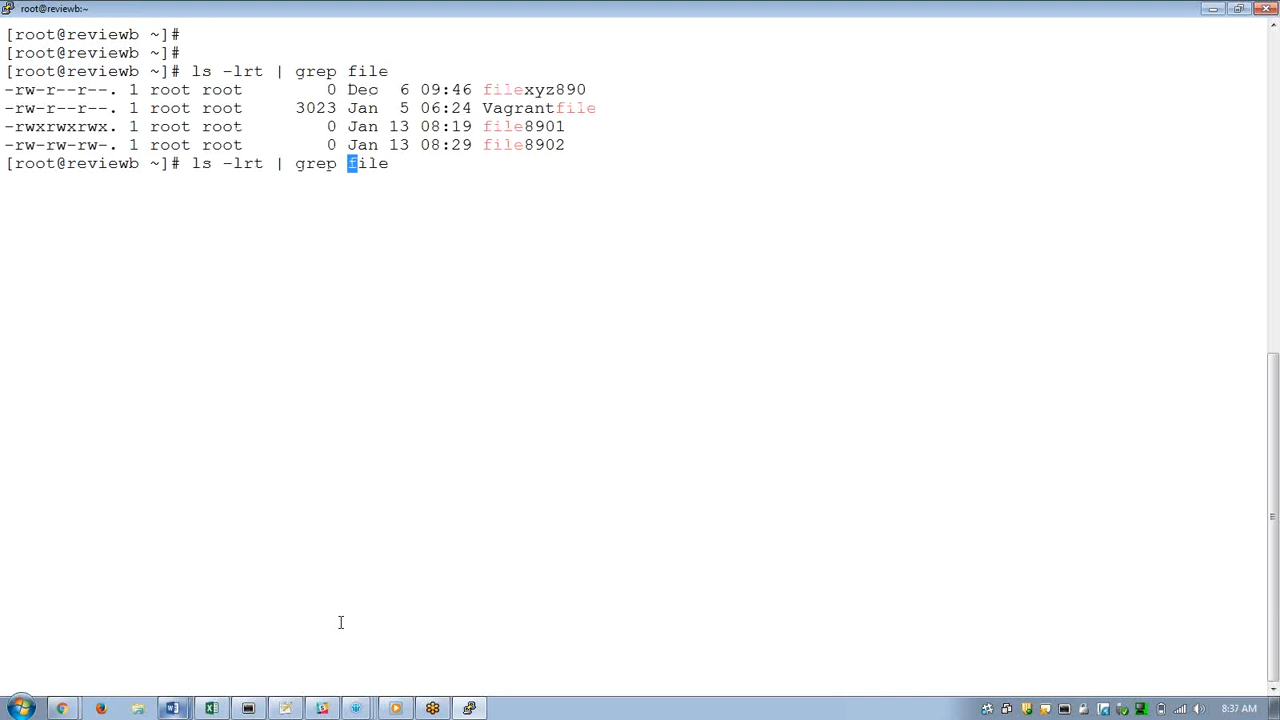 root@reviewb:~
[root@reviewb ~]#
[root@reviewb ~]#
[root@reviewb ~]# ls -lrt | grep file
-rw-r--r--. 1 root root 0 Dec 6 09:46 filexyz890
-rw-r--r--. 1 root root 3023 Jan 5 06:24 Vagrantfile
-rwxrwxrwx. 1 root root 0 Jan 13 08:19 file8901
-rw-rw-rw-. 1 root root 0 Jan 13 08:29 file8902
[root@reviewb ~]# ls -lrt | grep file
8:37 AM